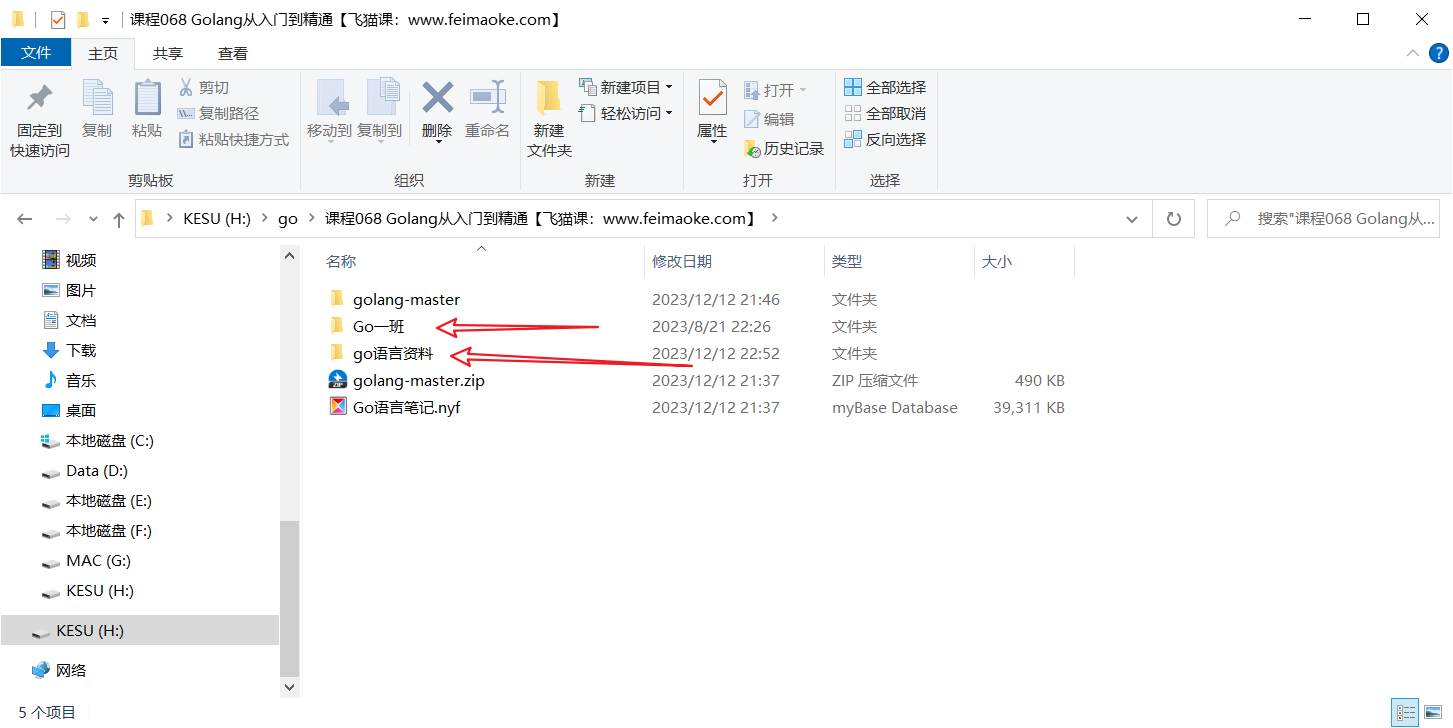 课程068 Golang从入门到精通【飞猫课：www.feimaoke.com】
文件 主页 共享 查看
固定到
快速访问
复制
粘贴
剪切
复制路径
粘贴快捷方式
剪贴板
移动到 复制到 删除 重命名
组织
新建
文件夹
新建项目
轻松访问
新建
属性
打开
编辑
历史记录
打开
全部选择
全部取消
反向选择
选择
KESU (H:) go 课程068 Golang从入门到精通【飞猫课：www.feimaoke.com】
搜索"课程068 Golang从...
视频
图片
文档
下载
音乐
桌面
本地磁盘 (C:)
Data (D:)
本地磁盘 (E:)
本地磁盘 (F:)
MAC (G:)
KESU (H:)
KESU (H:)
网络
名称 修改日期 类型 大小
golang-master 2023/12/12 21:46 文件夹
Go一班 2023/8/21 22:26 文件夹
go语言资料 2023/12/12 22:52 文件夹
golang-master.zip 2023/12/12 21:37 ZIP 压缩文件 490 KB
Go语言笔记.nyf 2023/12/12 21:37 myBase Database 39,311 KB
5 个项目